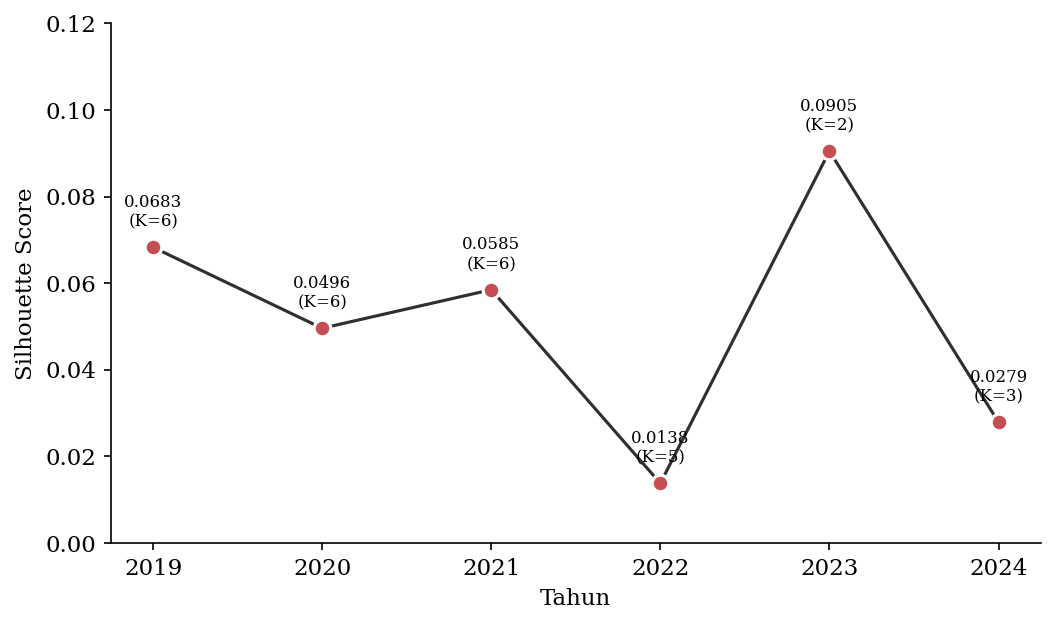 0.12
0.10
0.08
0.06
0.04
0.02
0.00
Silhouette Score
0.0683
(K=6)
0.0496
(K=6)
0.0585
(K=6)
0.0138
(K=5)
0.0905
(K=2)
0.0279
(K=3)
2019 2020 2021 2022 2023 2024
Tahun